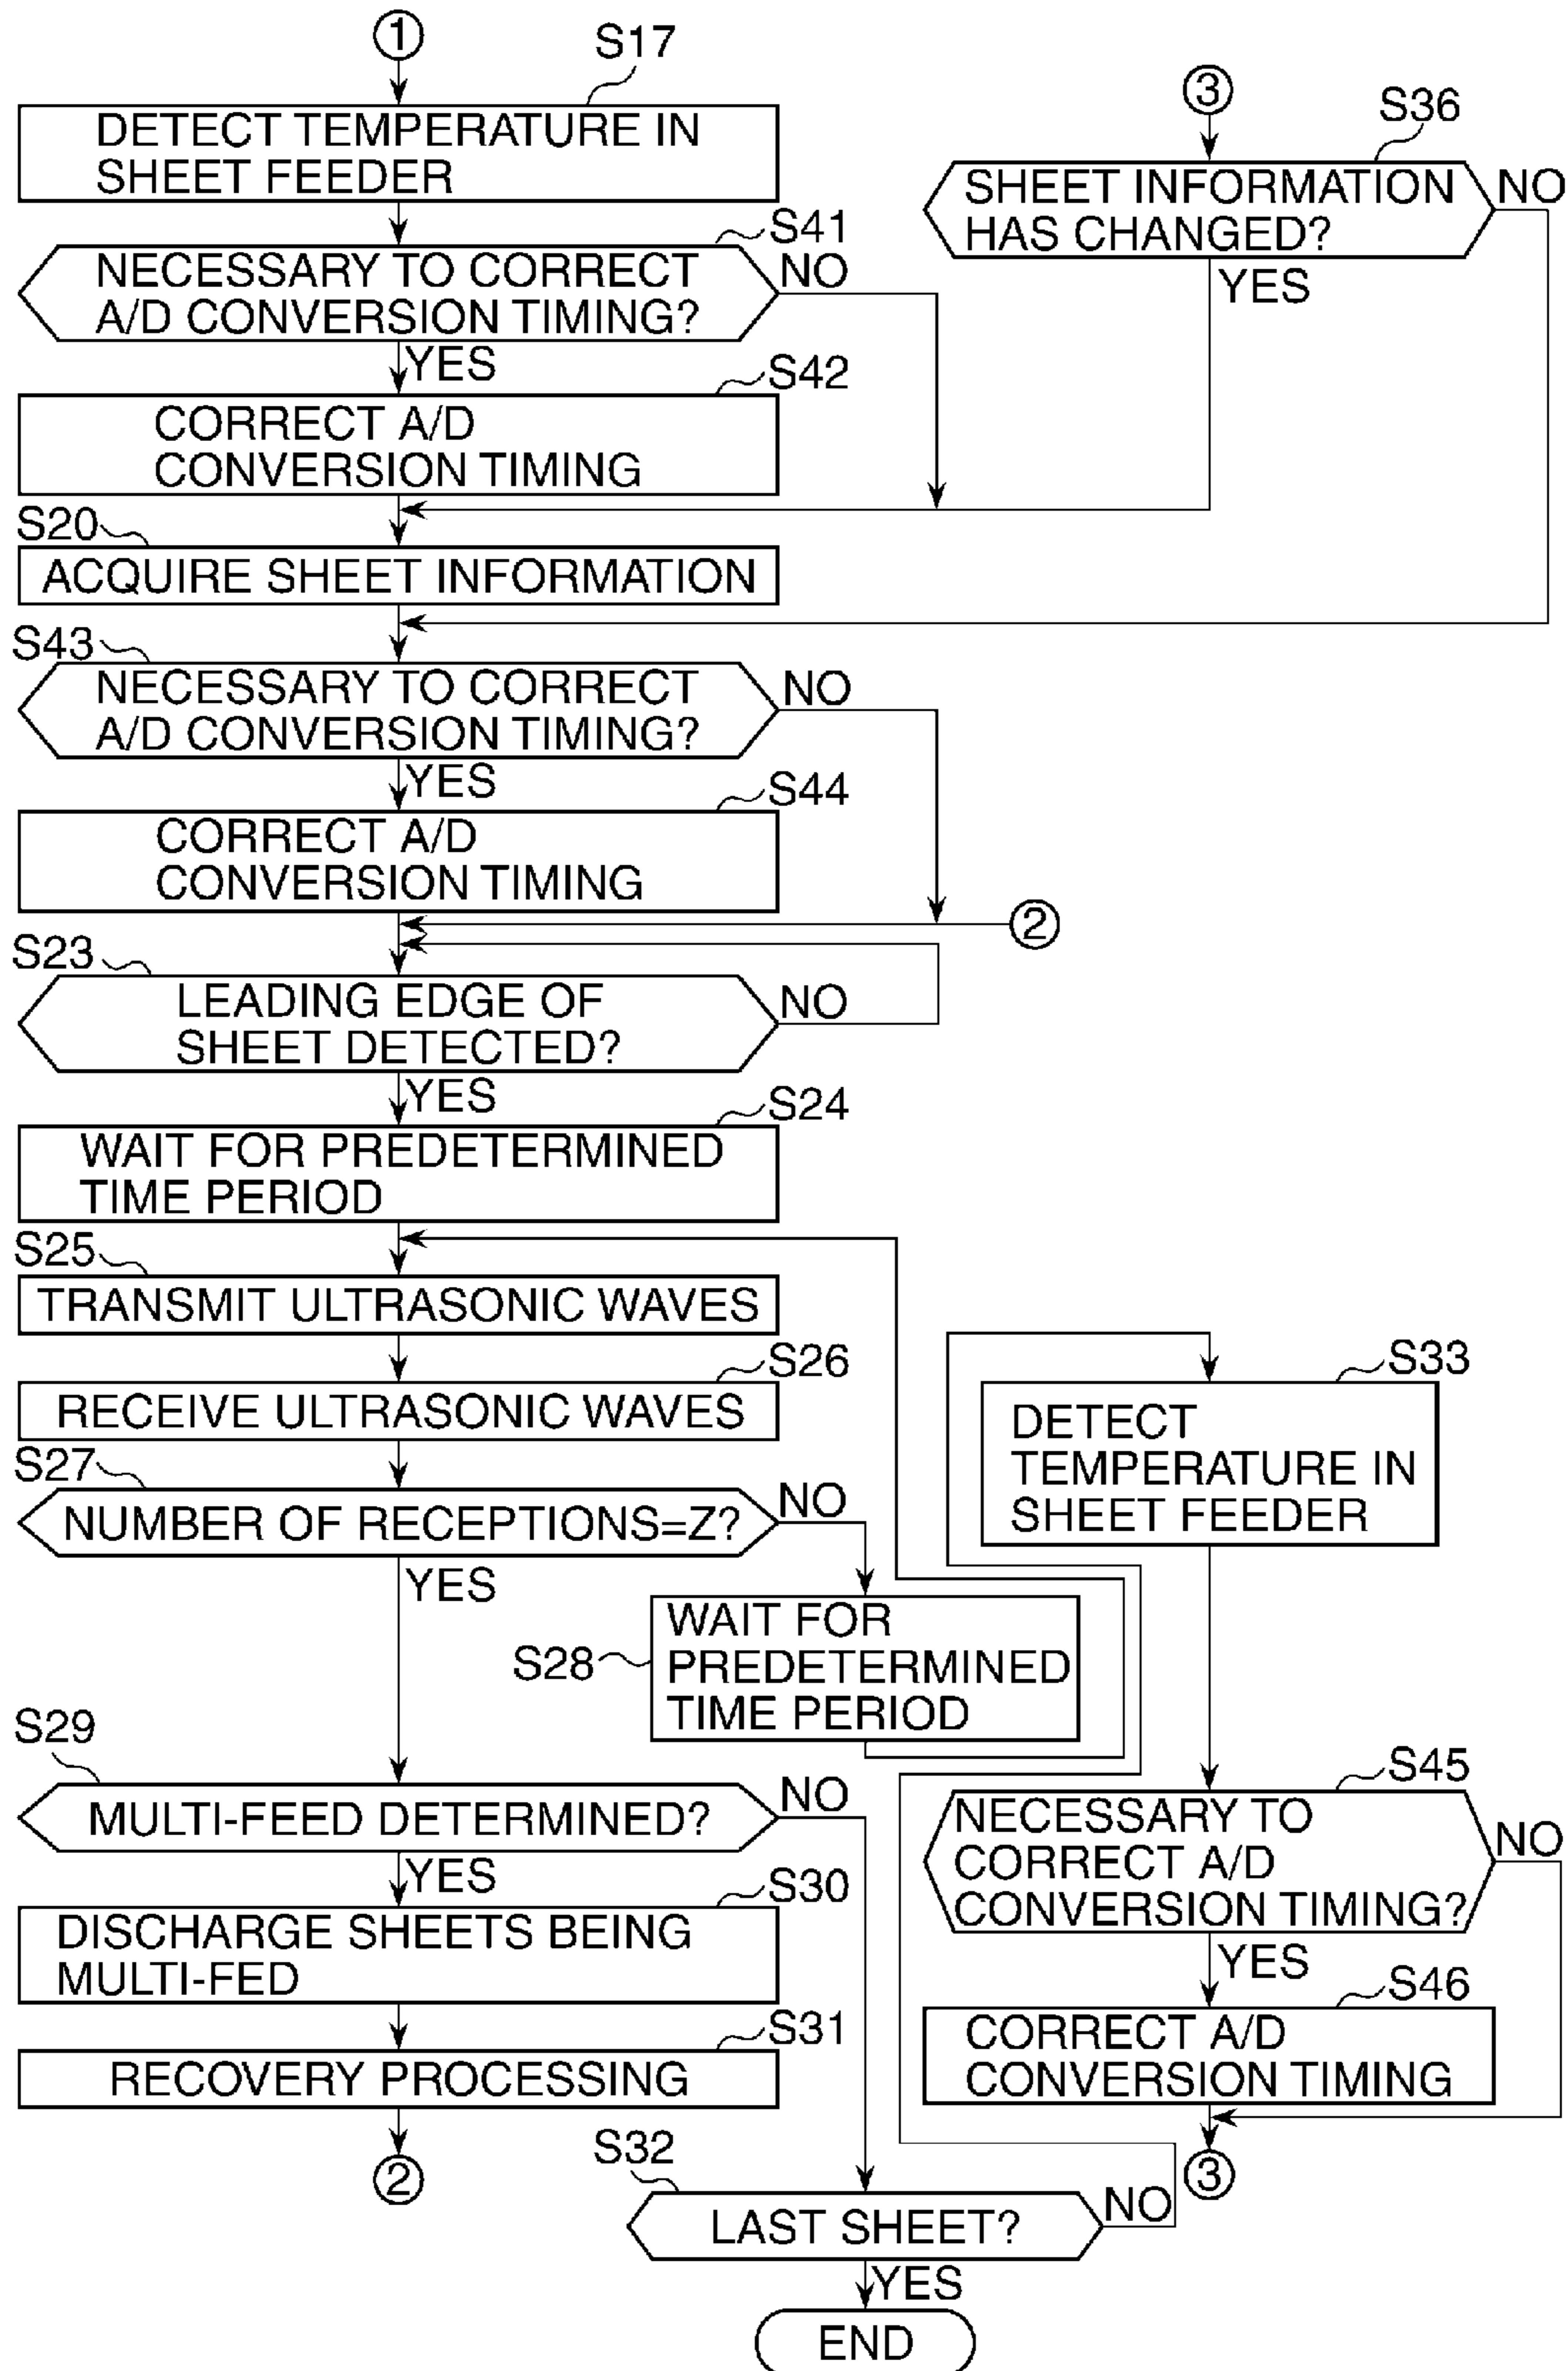 ①
S17
DETECT TEMPERATURE IN
SHEET FEEDER
S41
NECESSARY TO CORRECT
A/D CONVERSION TIMING?
NO
YES
S42
CORRECT A/D
CONVERSION TIMING
③
S36
SHEET INFORMATION
HAS CHANGED?
NO
YES
S20
ACQUIRE SHEET INFORMATION
S43
NECESSARY TO CORRECT
A/D CONVERSION TIMING?
NO
YES
S44
CORRECT A/D
CONVERSION TIMING
②
S23
LEADING EDGE OF
SHEET DETECTED?
NO
YES
S24
WAIT FOR PREDETERMINED
TIME PERIOD
S25
TRANSMIT ULTRASONIC WAVES
S26
RECEIVE ULTRASONIC WAVES
S27
NUMBER OF RECEPTIONS=Z?
NO
YES
S28
WAIT FOR
PREDETERMINED
TIME PERIOD
S29
MULTI-FEED DETERMINED?
NO
YES
S30
DISCHARGE SHEETS BEING
MULTI-FED
S31
RECOVERY PROCESSING
②
S32
LAST SHEET?
NO
YES
END
S33
DETECT
TEMPERATURE IN
SHEET FEEDER
S45
NECESSARY TO
CORRECT A/D
CONVERSION TIMING?
NO
YES
S46
CORRECT A/D
CONVERSION TIMING
③